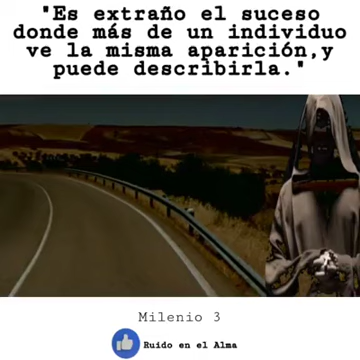 "Es extraño el suceso
donde más de un individuo
ve la misma aparición,y
puede describirla."
Milenio 3
Ruido en el Alma